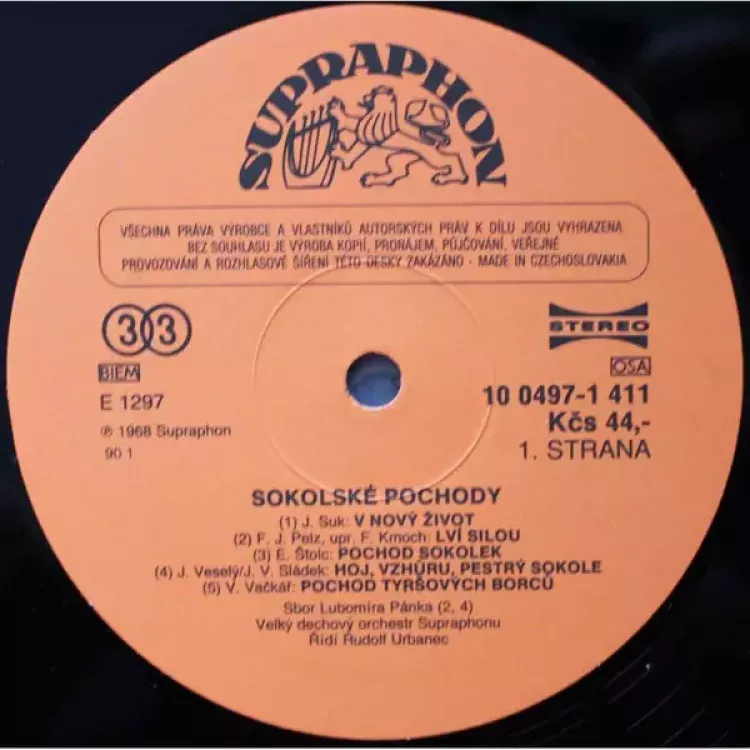 SUPRAPHON
VŠECHNA PRÁVA VÝROBCE A VLASTNÍKŮ AUTORSKÝCH PRÁV K DÍLU JSOU VYHRAZENA
BEZ SOUHLASU JE VÝROBA KOPIÍ, PRONÁJEM, PŮJČOVÁNÍ, VEŘEJNÉ
PROVOZOVÁNÍ A ROZHLASOVÉ ŠÍŘENÍ TÉTO DESKY ZAKÁZÁNO - MADE IN CZECHOSLOVAKIA
33
STEREO
BIEM
OSA
E 1297
10 0497-1 411
Kčs 44,-
℗ 1968 Supraphon
90 1
1. STRANA
SOKOLSKÉ POCHODY
(1) J. Suk: V NOVÝ ŽIVOT
(2) F. J. Pelz, upr. F. Kmoch: LVÍ SILOU
(3) E. Štolc: POCHOD SOKOLEK
(4) J. Veselý/J. V. Sládek: HOJ, VZHŮRU, PESTRÝ SOKOLE
(5) V. Vačkář: POCHOD TYRŠOVÝCH BORCŮ
Sbor Lubomíra Pánka (2, 4)
Velký dechový orchestr Supraphonu
Řídí Rudolf Urbanec